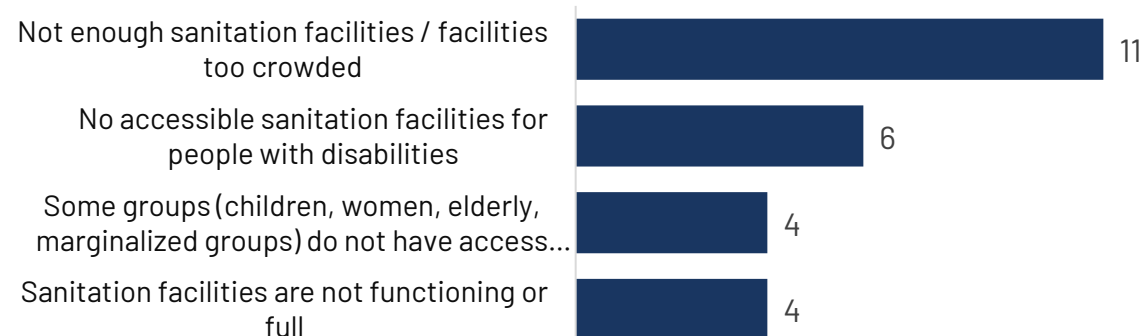 Not enough sanitation facilities / facilities
too crowded
11
No accessible sanitation facilities for
people with disabilities
6
Some groups (children, women, elderly,
marginalized groups) do not have access...
4
Sanitation facilities are not functioning or
full
4